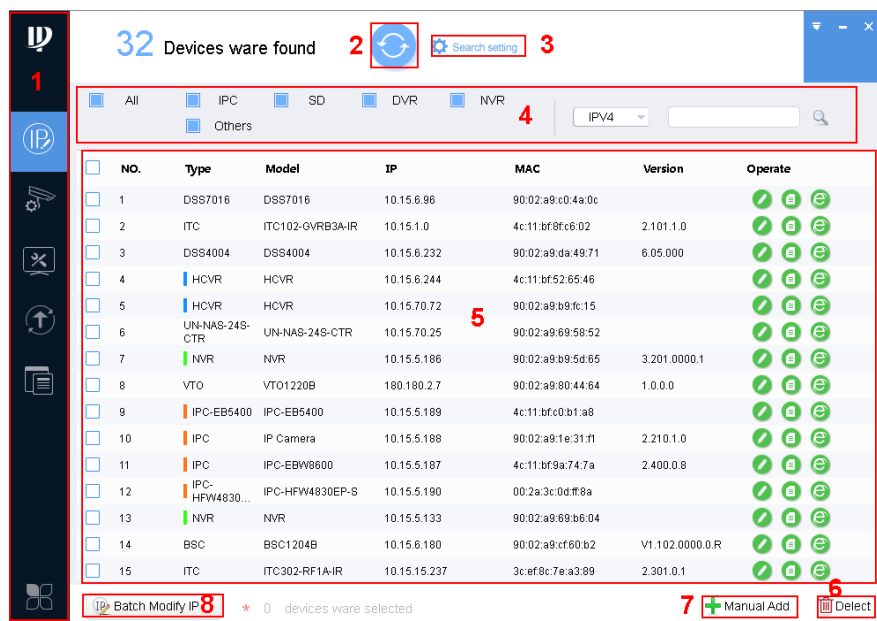 1
32 Devices ware found 2 Search setting 3
All IPC SD DVR NVR 4 IPV4
Others
NO. Type Model IP MAC Version Operate
1 DSS7016 DSS7016 10.15.6.96 90:02:a9:c0:4a:0c
2 ITC ITC102-GVRB3A-IR 10.15.1.0 4c:11:bf:8f:c6:02 2.101.1.0
3 DSS4004 DSS4004 10.15.6.232 90:02:a9:da:49:71 6.05.000
4 HCVR HCVR 10.15.6.244 4c:11:bf:52:65:46
5 HCVR HCVR 10.15.70.72 90:02:a9:b9:fc:15
5
6 UN-NAS-24S-CTR UN-NAS-24S-CTR 10.15.70.25 90:02:a9:69:58:52
7 NVR NVR 10.15.5.186 90:02:a9:b9:5d:65 3.201.0000.1
8 VTO VTO1220B 180.180.2.7 90:02:a9:80:44:64 1.0.0.0
9 IPC-EB5400 IPC-EB5400 10.15.5.189 4c:11:bf:c0:b1:a8
10 IPC IP Camera 10.15.5.188 90:02:a9:1e:31:f1 2.210.1.0
11 IPC IPC-EBW8600 10.15.5.187 4c:11:bf:9a:74:7a 2.400.0.8
12 IPC-HFW4830... IPC-HFW4830EP-S 10.15.5.190 00:2a:3c:0d:ff:8a
13 NVR NVR 10.15.5.133 90:02:a9:69:b6:04
14 BSC BSC1204B 10.15.6.180 90:02:a9:cf:60:b2 V1.102.0000.0.R
15 ITC ITC302-RF1A-IR 10.15.15.237 3c:ef:8c:7e:a3:89 2.301.0.1
6
IP Batch Modify IP 8 * 0 devices ware selected 7 Manual Add Delect